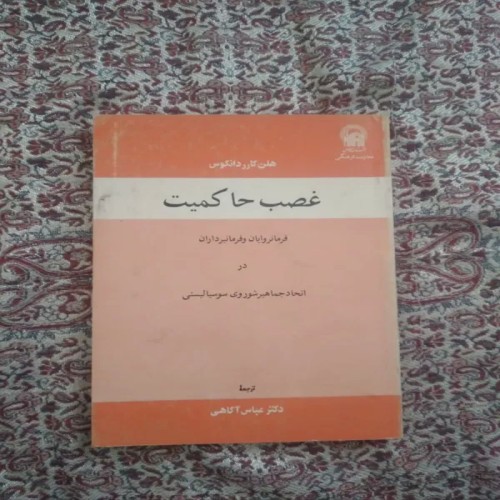 هلن کارر دانکوس
غصب حاکمیت
فرمانروایان و فرمانبرداران
در
اتحاد جماهیر شوروی سوسیالیستی
ترجمهٔ
دکتر عباس آگاهی